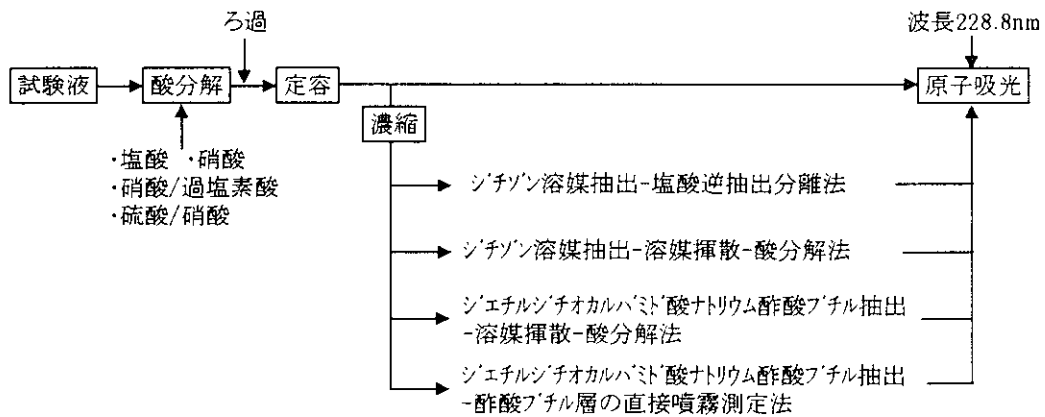 ろ過
波長228.8nm
試験液
酸分解
定容
原子吸光
濃縮
・塩酸 ・硝酸
・硝酸/過塩素酸
・硫酸/硝酸
ｼﾞﾁｿﾞﾝ溶媒抽出-塩酸逆抽出分離法
ｼﾞﾁｿﾞﾝ溶媒抽出-溶媒揮散-酸分解法
ｼﾞｴﾁﾙｼﾞﾁｵｶﾙﾊﾞﾐﾄﾞ酸ﾅﾄﾘｳﾑ酢酸ﾌﾞﾁﾙ抽出
-溶媒揮散-酸分解法
ｼﾞｴﾁﾙｼﾞﾁｵｶﾙﾊﾞﾐﾄﾞ酸ﾅﾄﾘｳﾑ酢酸ﾌﾞﾁﾙ抽出
-酢酸ﾌﾞﾁﾙ層の直接噴霧測定法